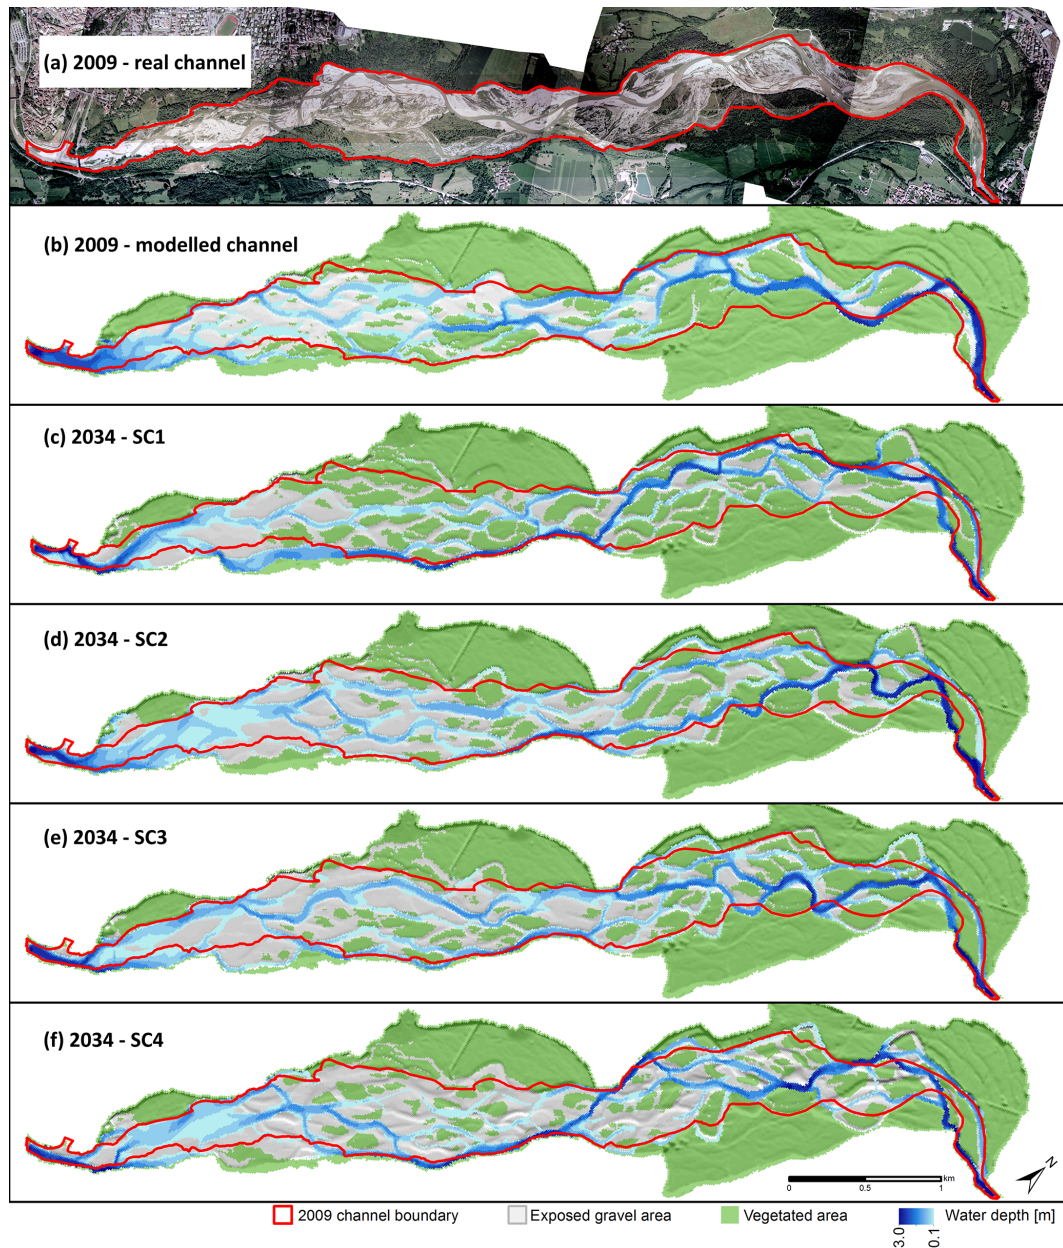 (a) 2009 - real channel
(b) 2009 - modelled channel
(c) 2034 - SC1
(d) 2034 - SC2
(e) 2034 - SC3
(f) 2034 - SC4
N
km
0 0.5 1
2009 channel boundary Exposed gravel area Vegetated area 3.0 0.1 Water depth [m]